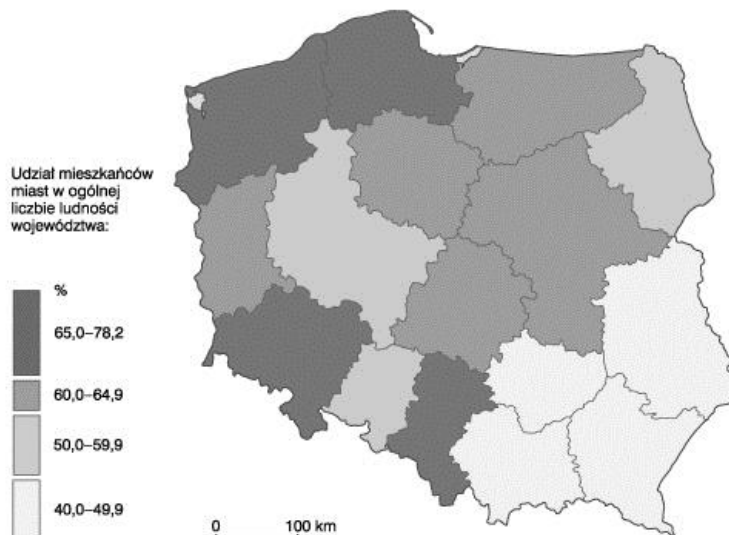 Udział mieszkańców
miast w ogólnej
liczbie ludności
województwa:
%
65,0–78,2
60,0–64,9
50,0–59,9
40,0–49,9
0 100 km